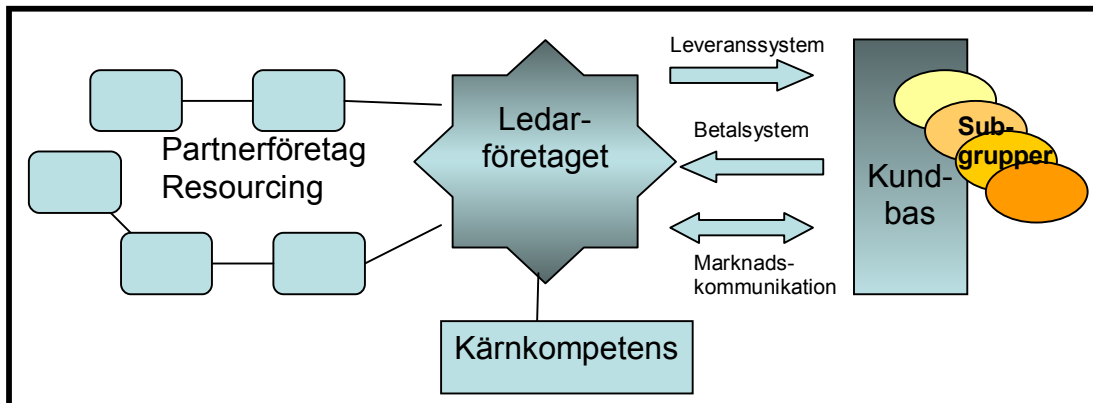 Partnerföretag
Resourcing
Ledar-
företaget
Kärnkompetens
Leveranssystem
Betalsystem
Marknads-
kommunikation
Kund-
bas
Sub-
grupper